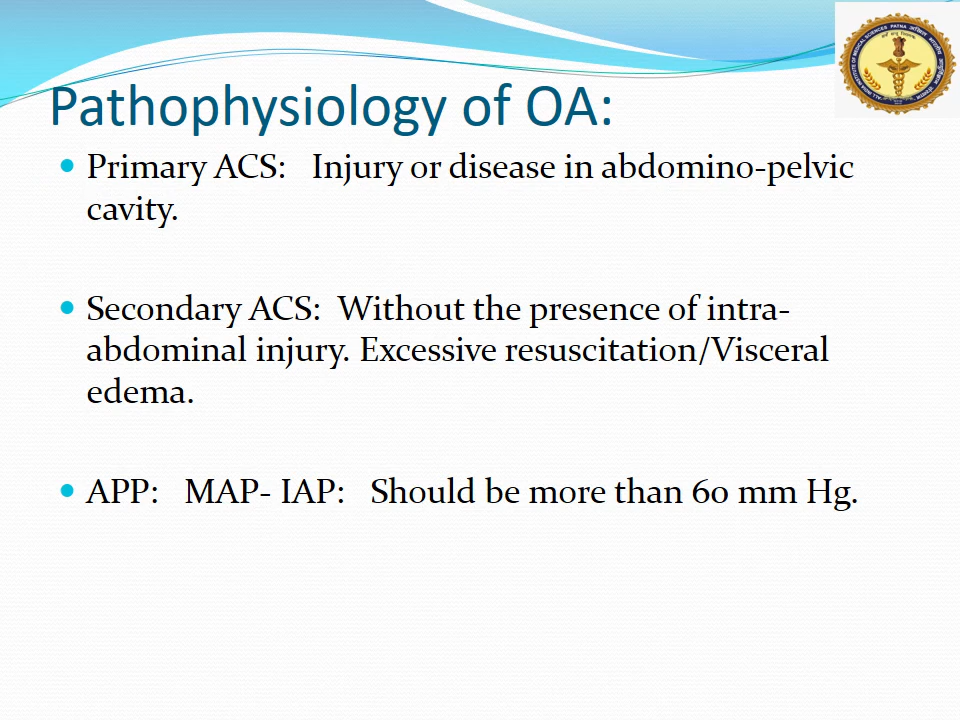 Pathophysiology of OA:
Primary ACS: Injury or disease in abdomino-pelvic
cavity.
Secondary ACS: Without the presence of intra-
abdominal injury. Excessive resuscitation/Visceral
edema.
APP: MAP- IAP: Should be more than 60 mm Hg.